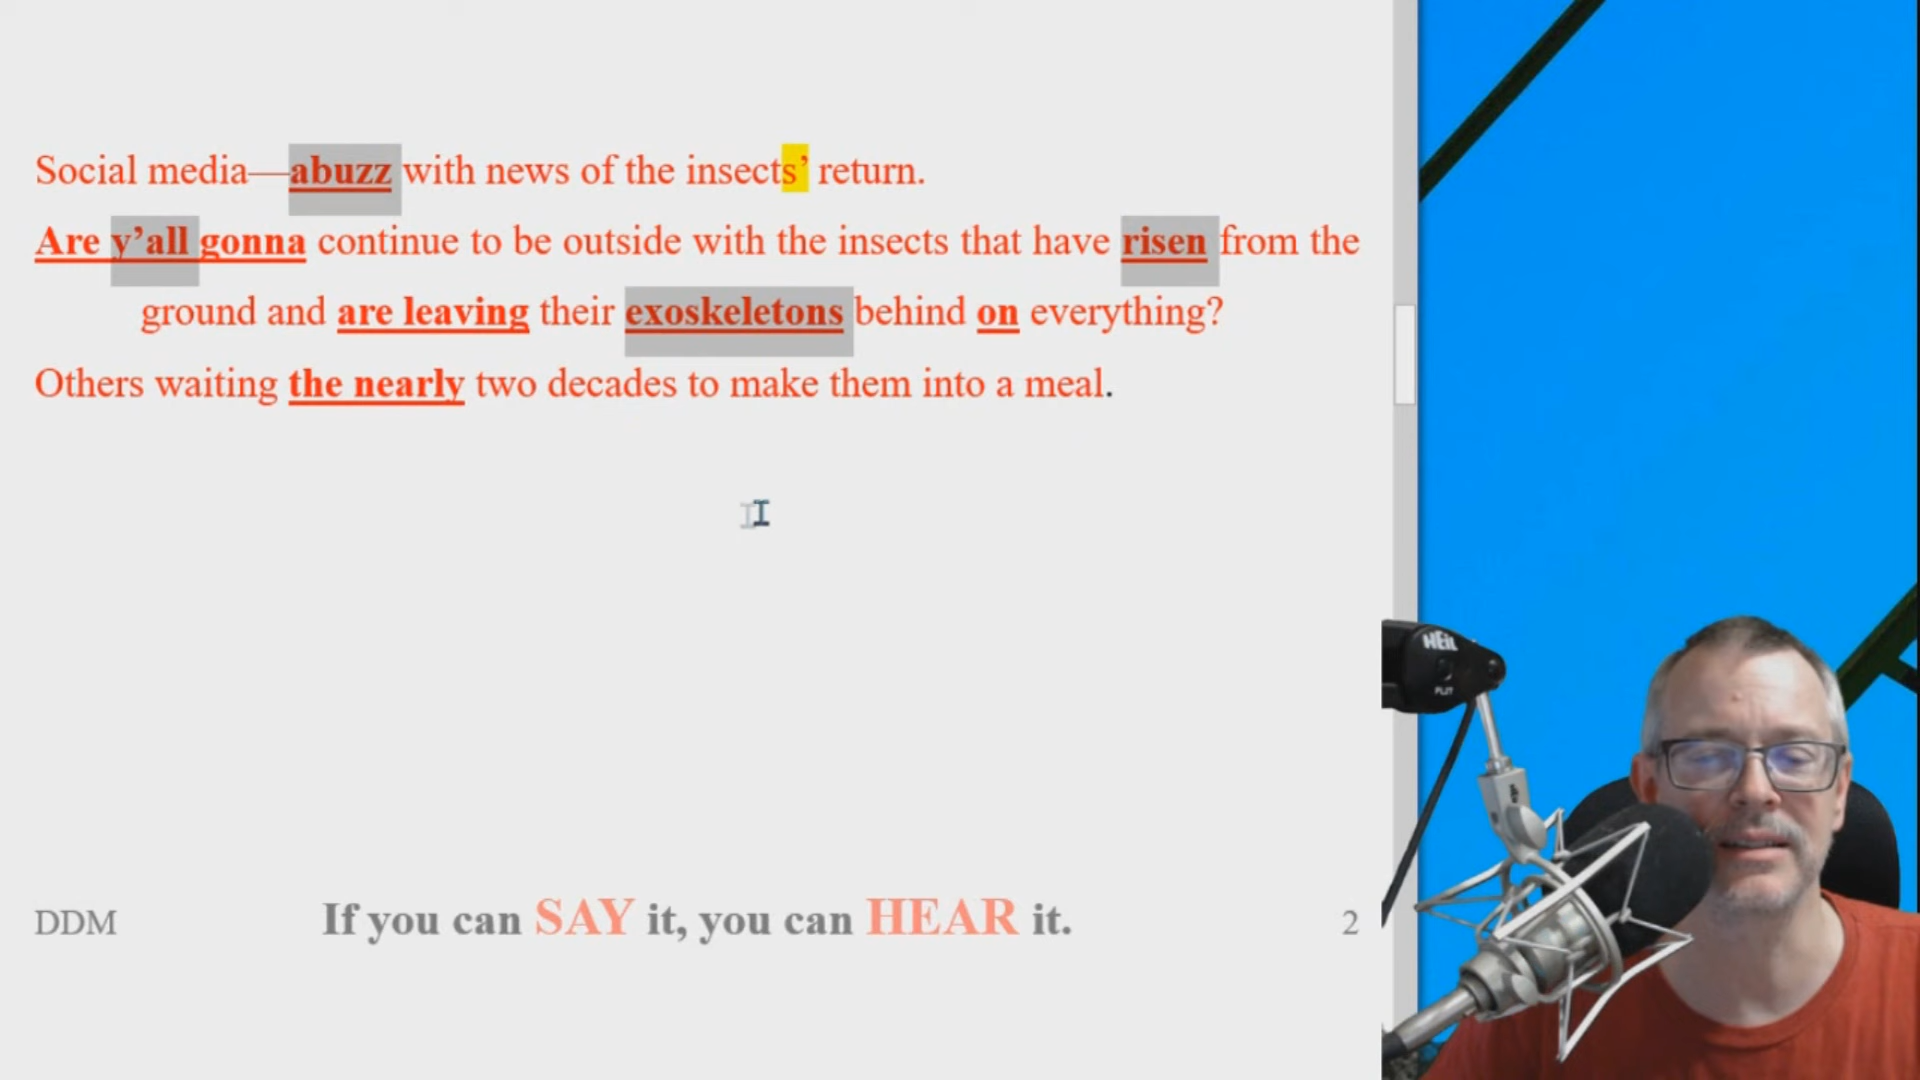 Social media—abuzz with news of the insects’ return.
Are y’all gonna continue to be outside with the insects that have risen from the
ground and are leaving their exoskeletons behind on everything?
Others waiting the nearly two decades to make them into a meal.
HEiL
DDM If you can SAY it, you can HEAR it. 2